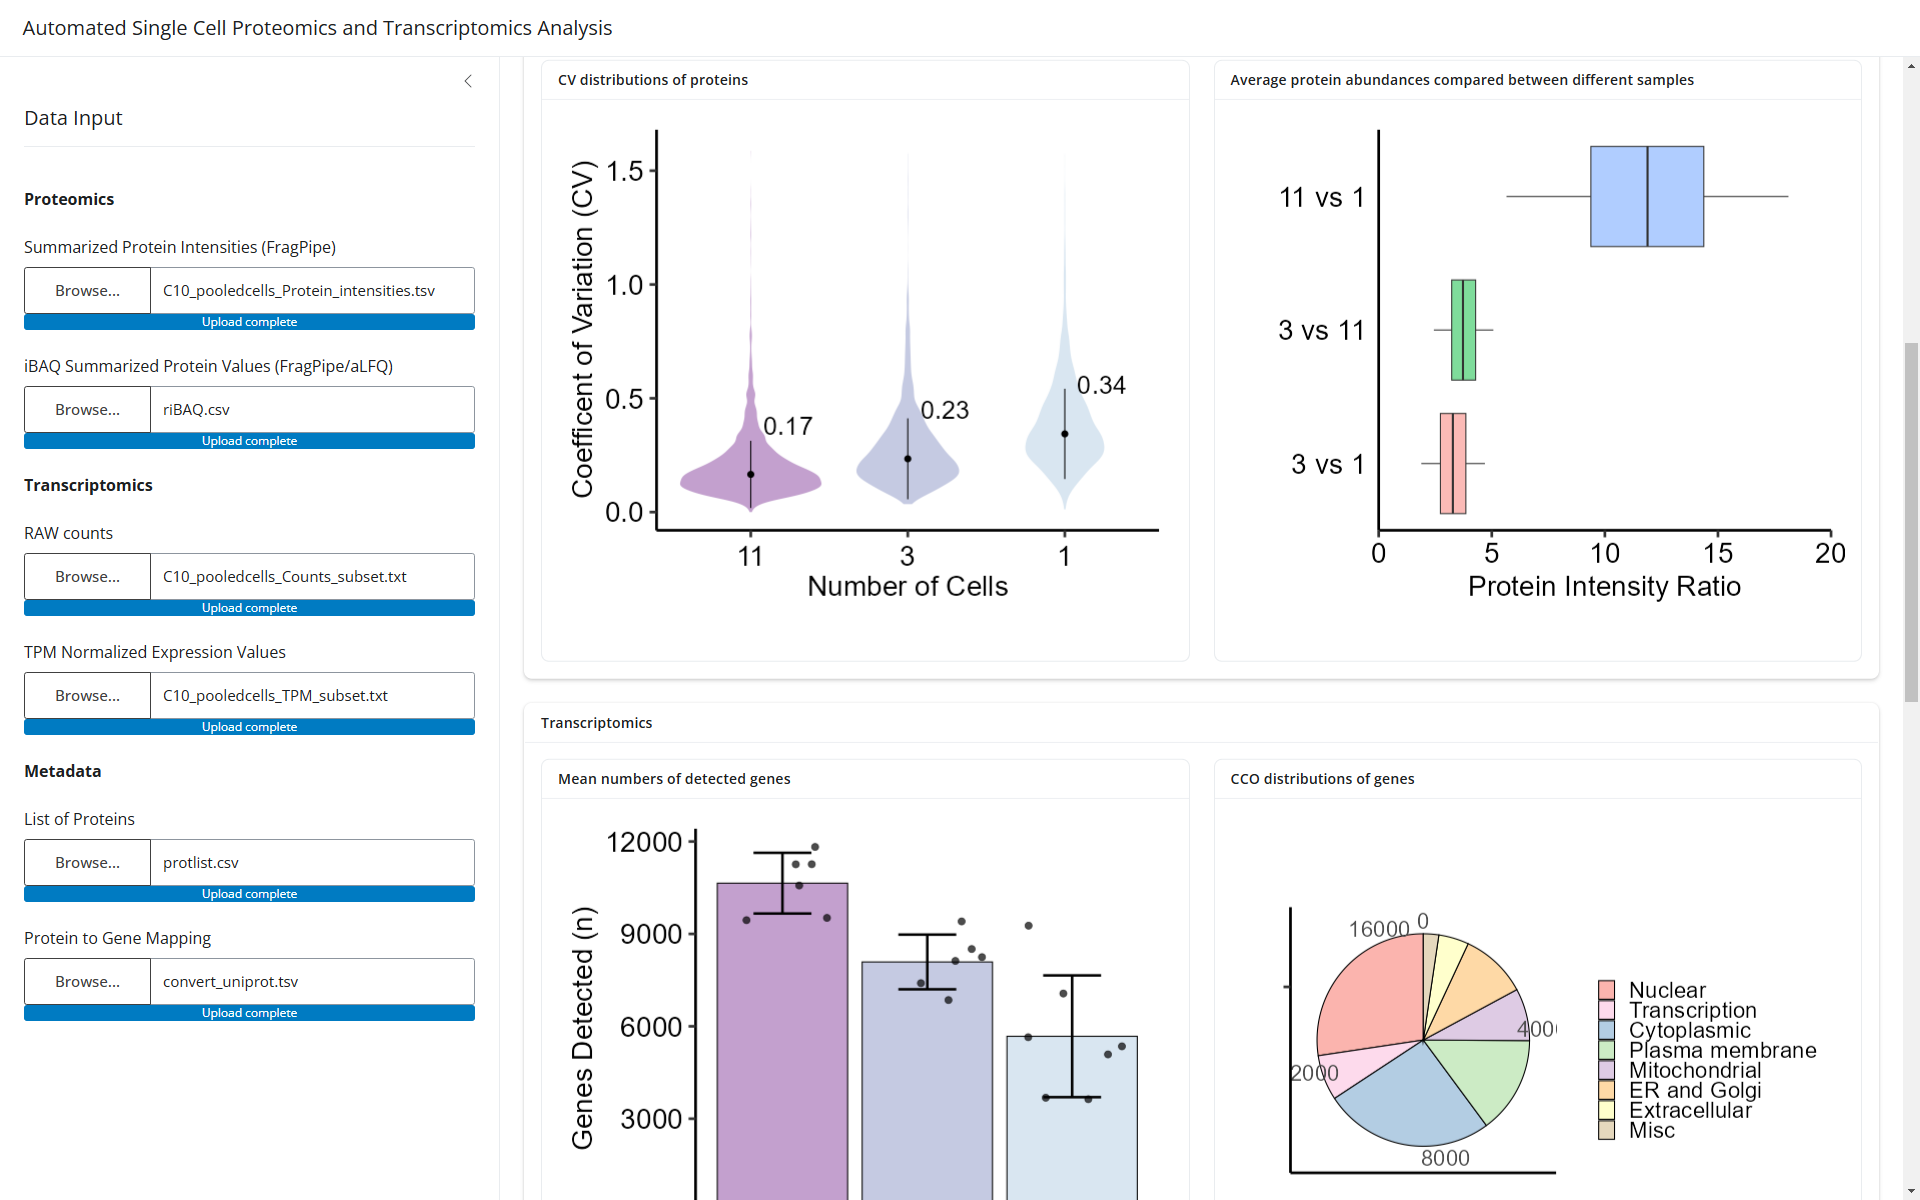 Automated Single Cell Proteomics and Transcriptomics Analysis
Data Input
Proteomics
Summarized Protein Intensities (FragPipe)
Browse... C10_pooledcells_Protein_intensities.tsv
Upload complete
iBAQ Summarized Protein Values (FragPipe/aLFQ)
Browse... riBAQ.csv
Upload complete
Transcriptomics
RAW counts
Browse... C10_pooledcells_Counts_subset.txt
Upload complete
TPM Normalized Expression Values
Browse... C10_pooledcells_TPM_subset.txt
Upload complete
Metadata
List of Proteins
Browse... protlist.csv
Upload complete
Protein to Gene Mapping
Browse... convert_uniprot.tsv
Upload complete
CV distributions of proteins
Coefficent of Variation (CV)
1.5
1.0
0.5
0.0
0.17
0.23
0.34
11 3 1
Number of Cells
Average protein abundances compared between different samples
11 vs 1
3 vs 11
3 vs 1
0 5 10 15 20
Protein Intensity Ratio
Transcriptomics
Mean numbers of detected genes
Genes Detected (n)
12000
9000
6000
3000
CCO distributions of genes
16000 0
400
2000
8000
Nuclear
Transcription
Cytoplasmic
Plasma membrane
Mitochondrial
ER and Golgi
Extracellular
Misc